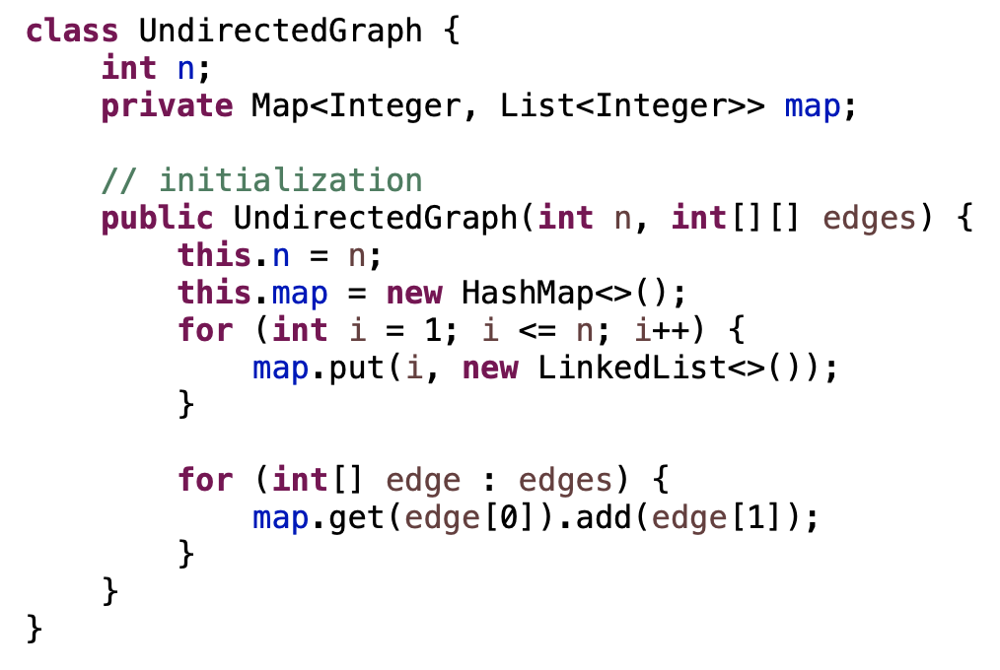 class UndirectedGraph {
    int n;
    private Map<Integer, List<Integer>> map;

    // initialization
    public UndirectedGraph(int n, int[][] edges) {
        this.n = n;
        this.map = new HashMap<>();
        for (int i = 1; i <= n; i++) {
            map.put(i, new LinkedList<>());
        }

        for (int[] edge : edges) {
            map.get(edge[0]).add(edge[1]);
        }
    }
}